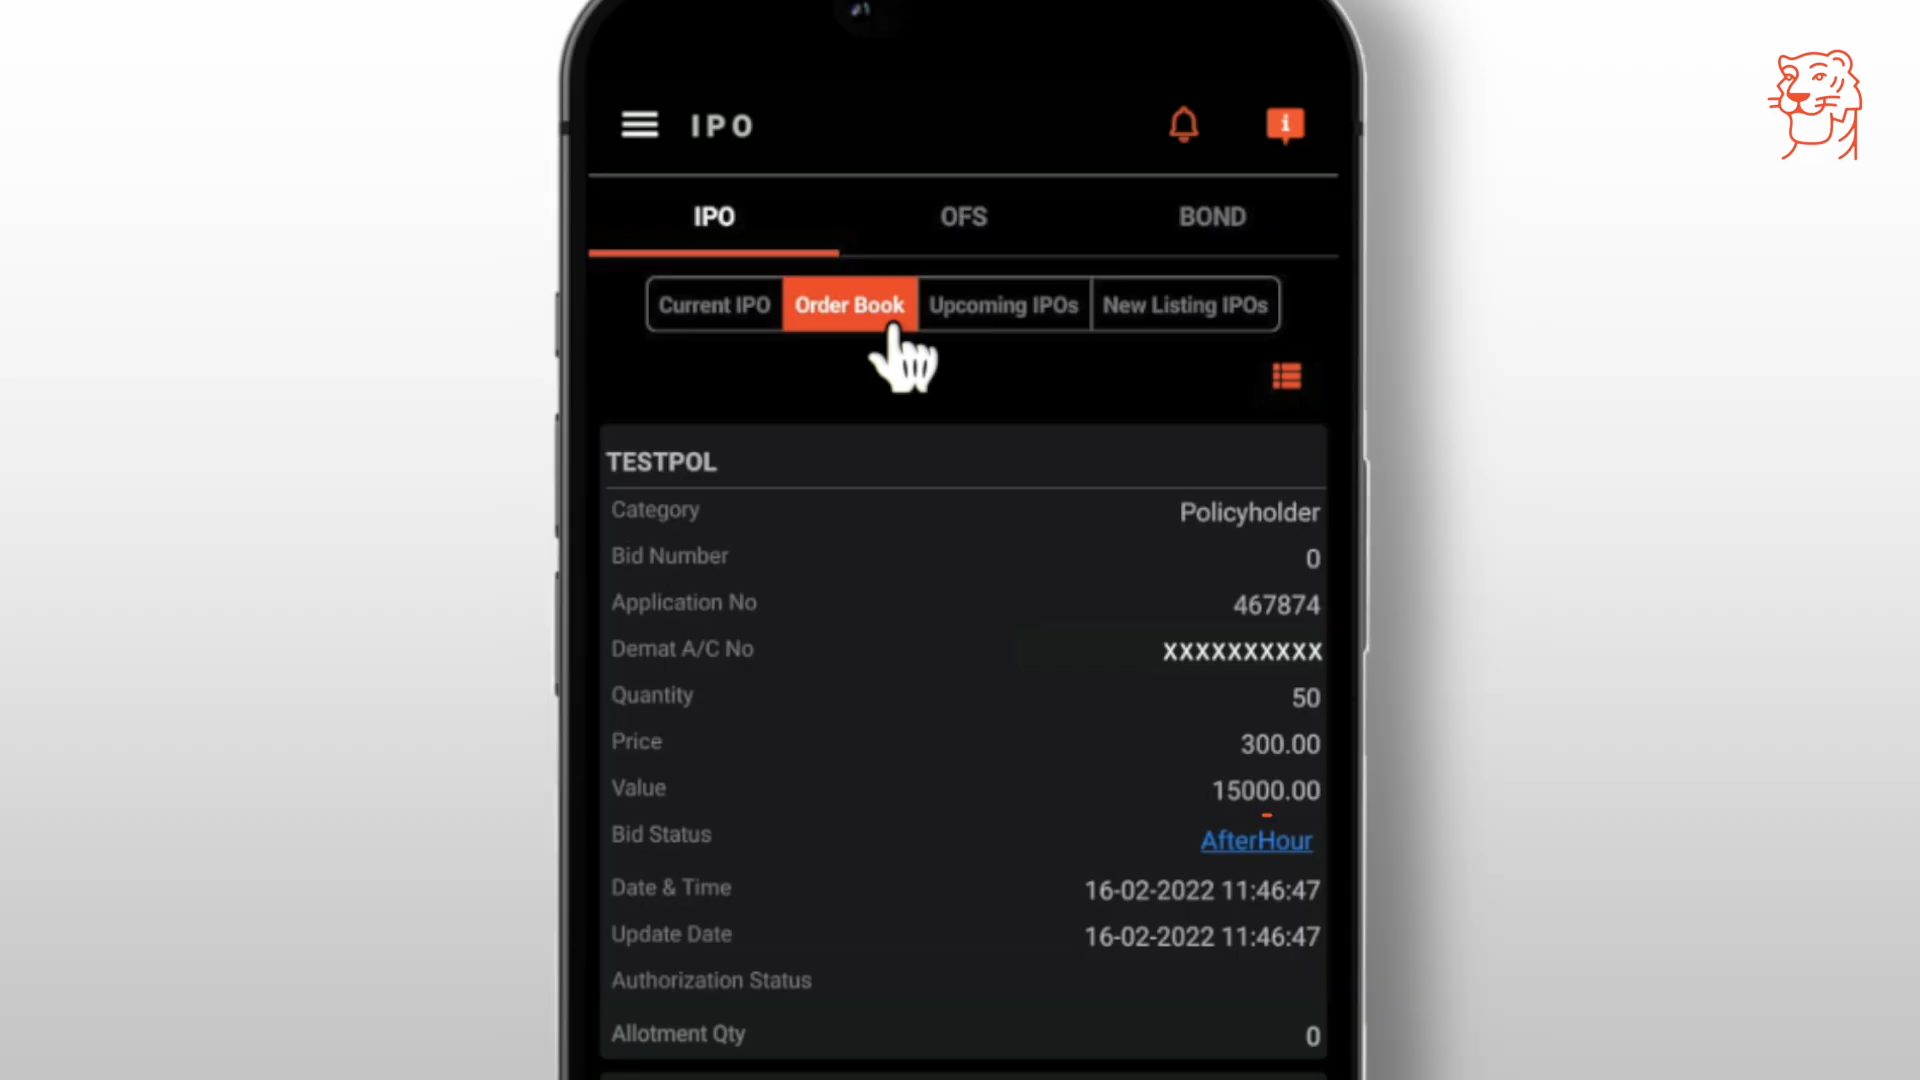 IPO
i
IPO OFS BOND
Current IPO Order Book Upcoming IPOs New Listing IPOs
TESTPOL
Category Policyholder
Bid Number 0
Application No 467874
Demat A/C No XXXXXXXXXX
Quantity 50
Price 300.00
Value 15000.00
Bid Status AfterHour
Date & Time 16-02-2022 11:46:47
Update Date 16-02-2022 11:46:47
Authorization Status
Allotment Qty 0